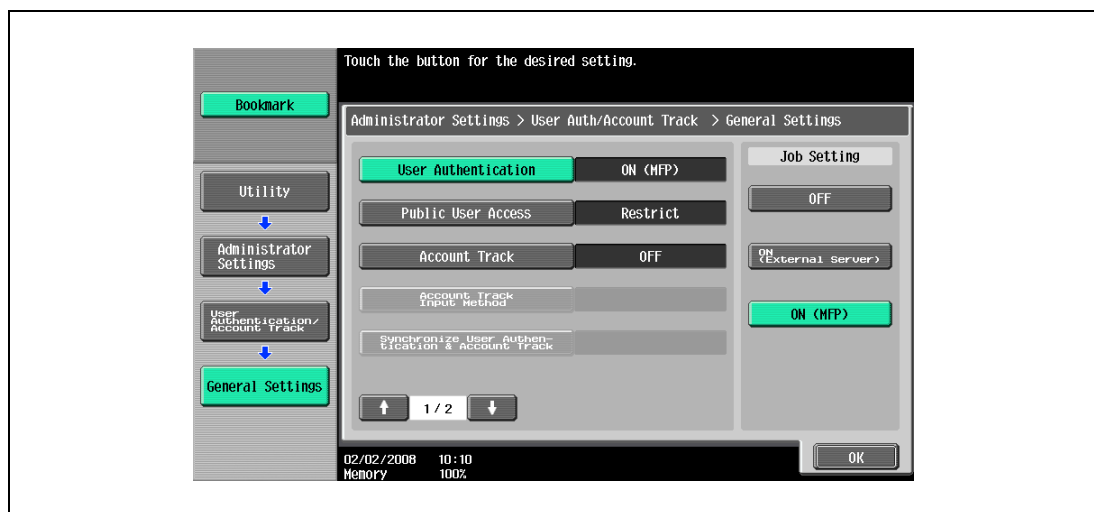 Touch the button for the desired setting.
Bookmark
Administrator Settings > User Auth/Account Track > General Settings
Utility
Administrator
Settings
User
Authentication/
Account Track
General Settings
User Authentication ON (MFP)
Public User Access Restrict
Account Track OFF
Account Track
Input Method
Synchronize User Authen-
tication & Account Track
1/2
Job Setting
OFF
ON
(External Server)
ON (MFP)
02/02/2008 10:10
Memory 100%
OK